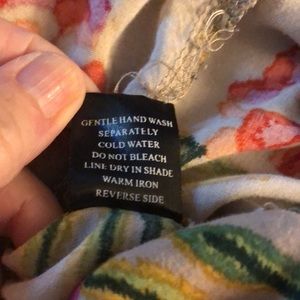 GENTLE HAND WASH
SEPARATELY
COLD WATER
DO NOT BLEACH
LINE DRY IN SHADE
WARM IRON
REVERSE SIDE